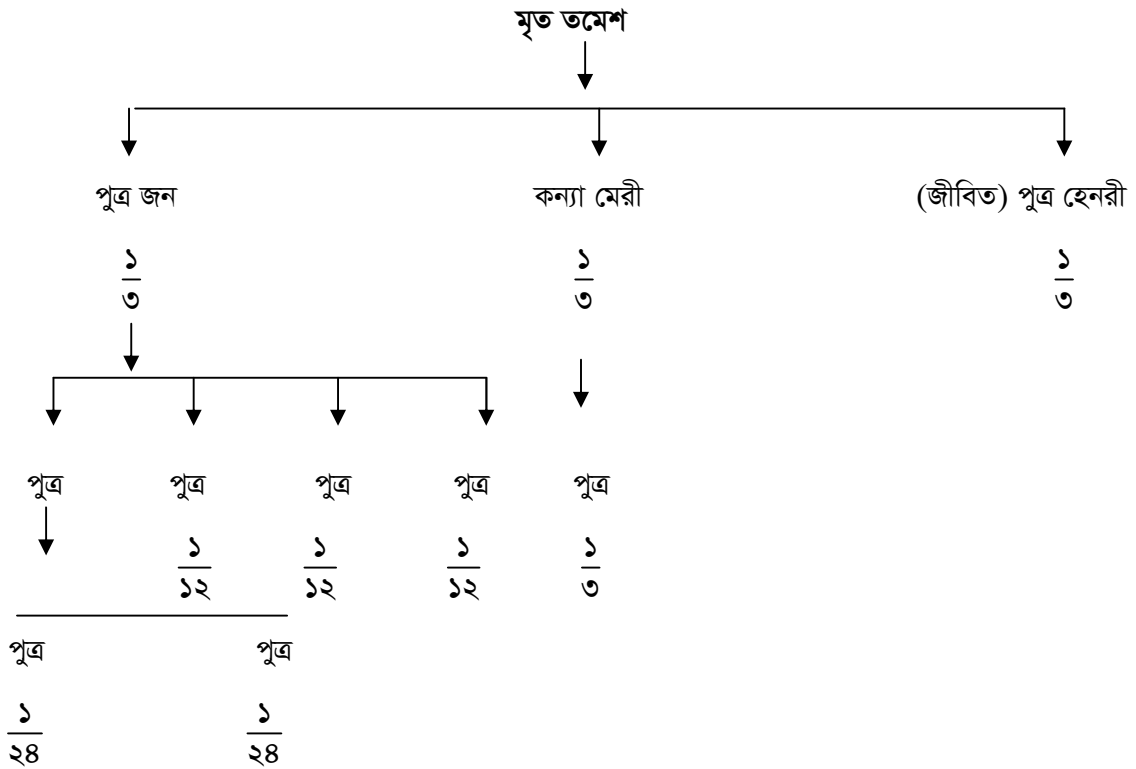 মৃত তমেশ
পুত্র জন কন্যা মেরী (জীবিত) পুত্র হেনরী
১/৩ ১/৩ ১/৩
পুত্র পুত্র পুত্র পুত্র পুত্র
১/১২ ১/১২ ১/১২ ১/৩
পুত্র পুত্র
১/২৪ ১/২৪